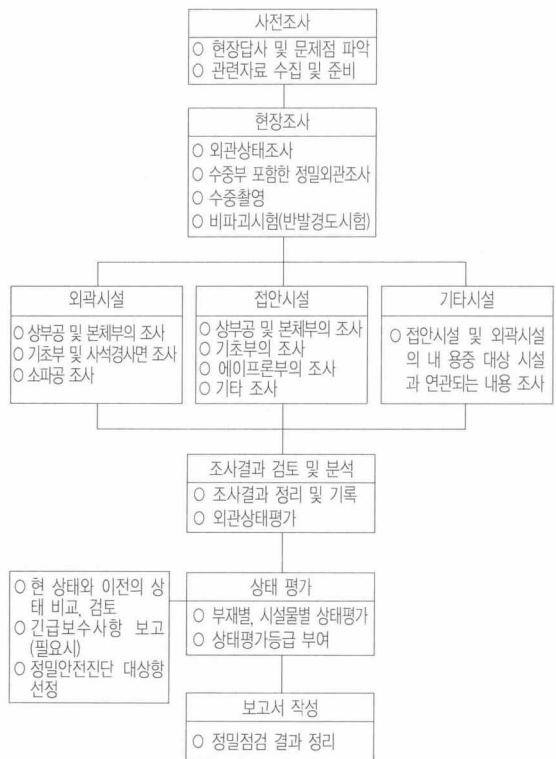 사전조사
○ 현장답사 및 문제점 파악
○ 관련자료 수집 및 준비
현장조사
○ 외관상태조사
○ 수중부 포함한 정밀외관조사
○ 수중촬영
○ 비파괴시험(반발경도시험)
외곽시설
○ 상부공 및 본체부의 조사
○ 기초부 및 사석경사면 조사
○ 소파공 조사
접안시설
○ 상부공 및 본체부의 조사
○ 기초부의 조사
○ 에이프론부의 조사
○ 기타 조사
기타시설
○ 접안시설 및 외곽시설
의 내 용중 대상 시설
과 연관되는 내용 조사
조사결과 검토 및 분석
○ 조사결과 정리 및 기록
○ 외관상태평가
○ 현 상태와 이전의 상
태 비교, 검토
○ 긴급보수사항 보고
(필요시)
○ 정밀안전진단 대상항
선정
상태 평가
○ 부재별, 시설물별 상태평가
○ 상태평가등급 부여
보고서 작성
○ 정밀점검 결과 정리